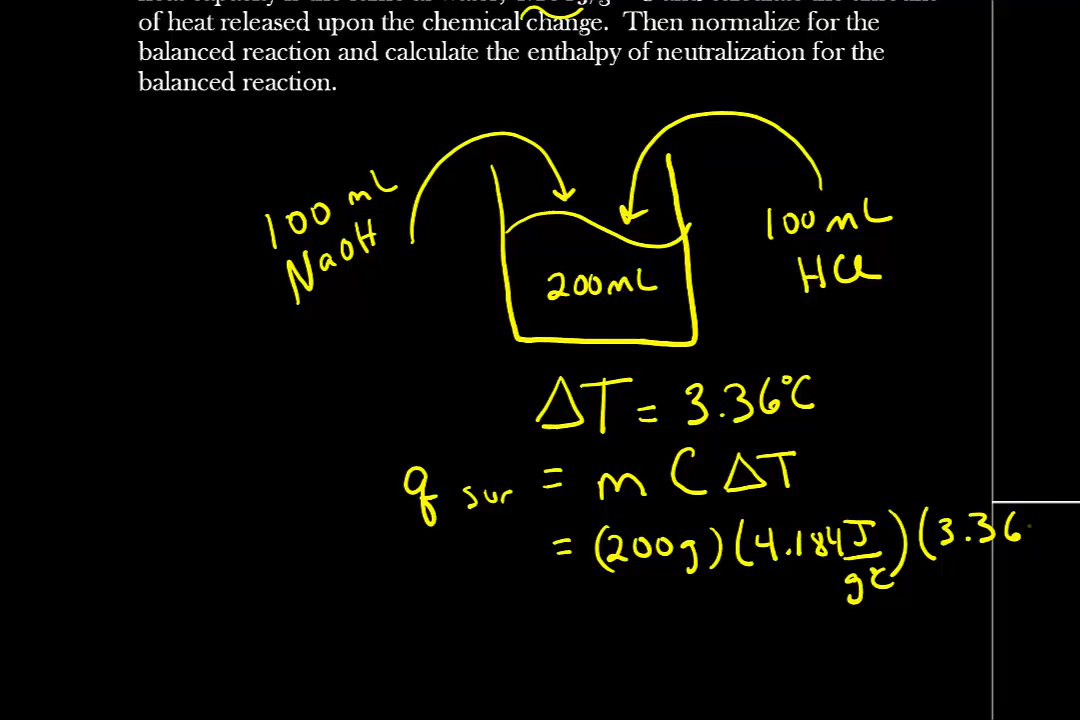 of heat released upon the chemical change. Then normalize for the
balanced reaction and calculate the enthalpy of neutralization for the
balanced reaction.
100 mL
NaOH
100 mL
HCl
200mL
ΔT = 3.36°C
q sur = m C ΔT
= (200g) (4.184 J/g°C) (3.36